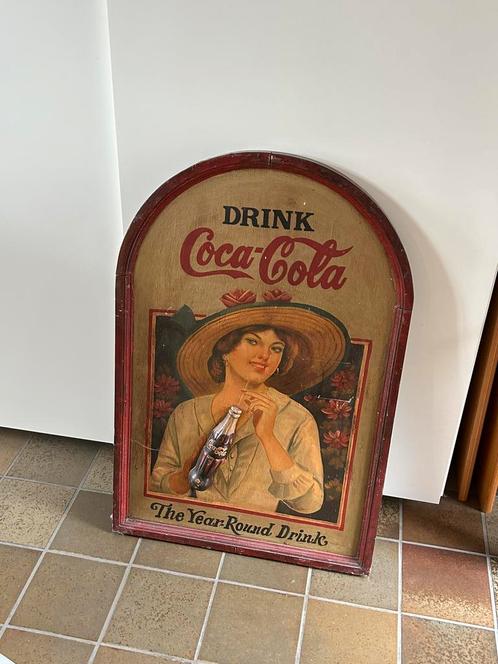 DRINK
Coca-Cola
The Year-Round Drink